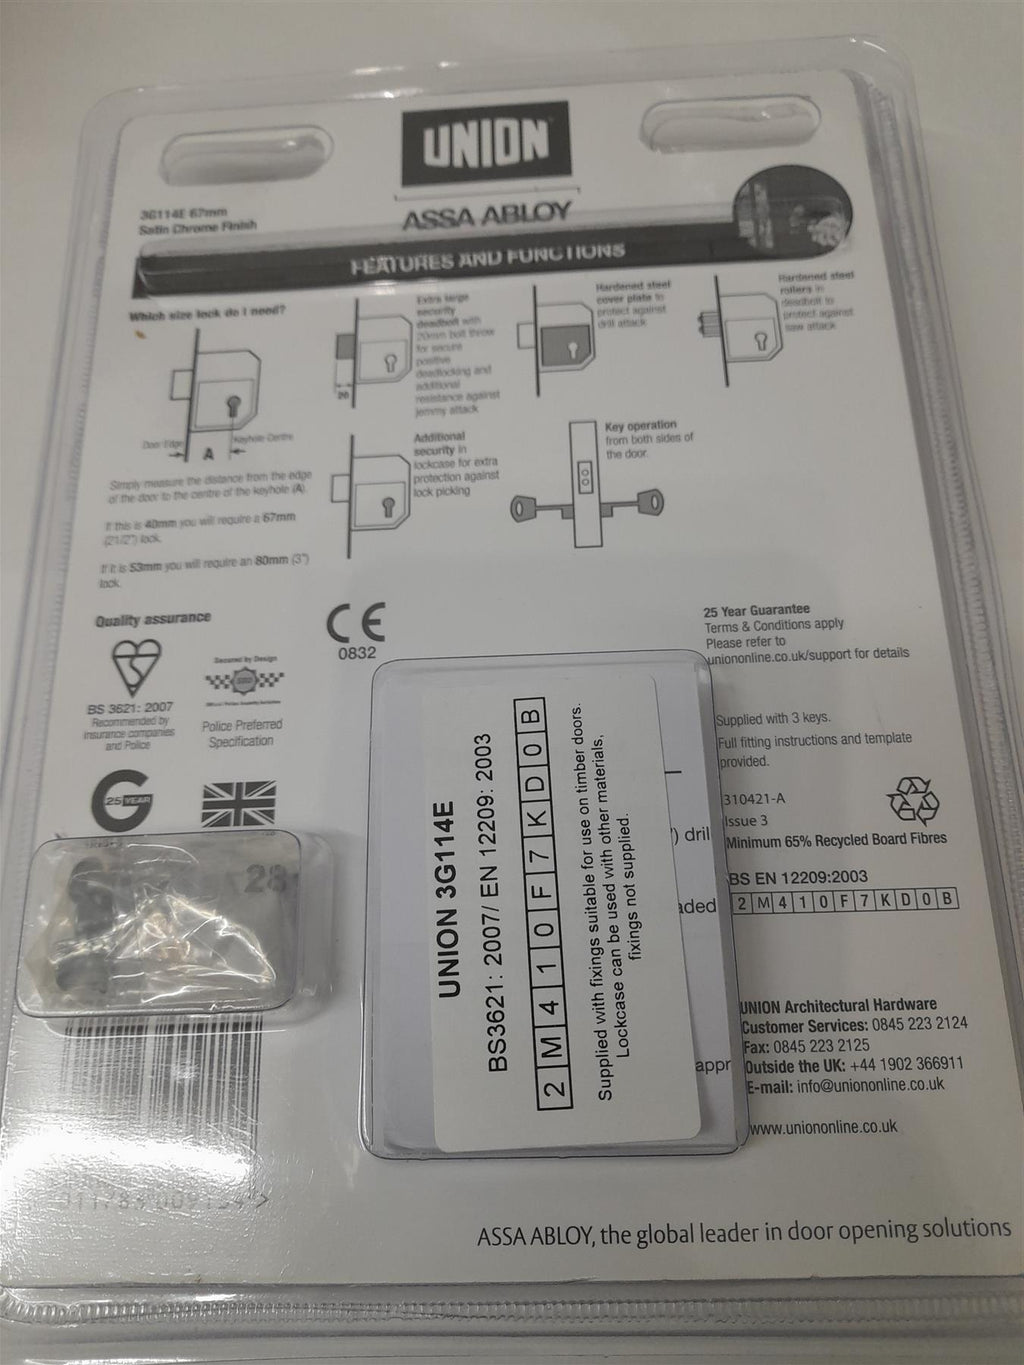 UNION
ASSA ABLOY
3G114E 67mm
Satin Chrome Finish
FEATURES AND FUNCTIONS
Which size lock do I need?
Door Edge
Keyhole Centre
A
Simply measure the distance from the edge
of the door to the centre of the keyhole (A).
If this is 40mm you will require a 67mm
(21/2") lock.
If it is 53mm you will require an 80mm (3")
lock.
Extra large
security
deadbolt with
20mm bolt throw
for secure
positive
deadlocking and
additional
resistance against
jemmy attack
20
Hardened steel
cover plate to
protect against
drill attack
Hardened steel
rollers in
deadbolt to
protect against
saw attack
Additional
security in
lockcase for extra
protection against
lock picking
Key operation
from both sides of
the door.
Quality assurance
BS 3621: 2007
Recommended by
insurance companies
and Police
Secured by Design
Police Preferred
Specification
25 YEAR
CE
0832
25 Year Guarantee
Terms & Conditions apply
Please refer to
uniononline.co.uk/support for details
Supplied with 3 keys.
Full fitting instructions and template
provided.
310421-A
Issue 3
Minimum 65% Recycled Board Fibres
BS EN 12209:2003
2 M 4 1 0 F 7 K D 0 B
UNION 3G114E
BS3621: 2007/ EN 12209: 2003
2 M 4 1 0 F 7 K D 0 B
Supplied with fixings suitable for use on timber doors.
Lockcase can be used with other materials,
fixings not supplied.
) dril
aded
appr
28
UNION Architectural Hardware
Customer Services: 0845 223 2124
Fax: 0845 223 2125
Outside the UK: +44 1902 366911
E-mail: info@uniononline.co.uk
www.uniononline.co.uk
ASSA ABLOY, the global leader in door opening solutions